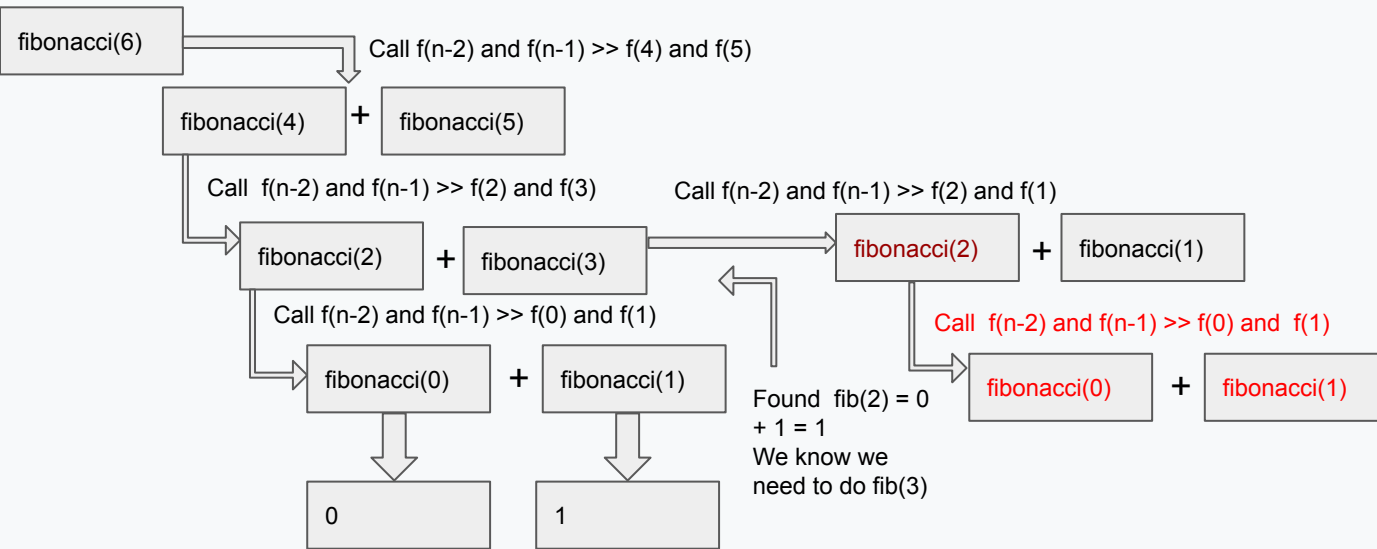 fibonacci(6)
Call f(n-2) and f(n-1) >> f(4) and f(5)
fibonacci(4)
+
fibonacci(5)
Call  f(n-2) and f(n-1) >> f(2) and f(3)
Call f(n-2) and f(n-1) >> f(2) and f(1)
fibonacci(2)
+
fibonacci(3)
fibonacci(2)
+
fibonacci(1)
Call f(n-2) and f(n-1) >> f(0) and f(1)
Call  f(n-2) and f(n-1) >> f(0) and  f(1)
fibonacci(0)
+
fibonacci(1)
Found  fib(2) = 0
+ 1 = 1
We know we
need to do fib(3)
fibonacci(0)
+
fibonacci(1)
0
1